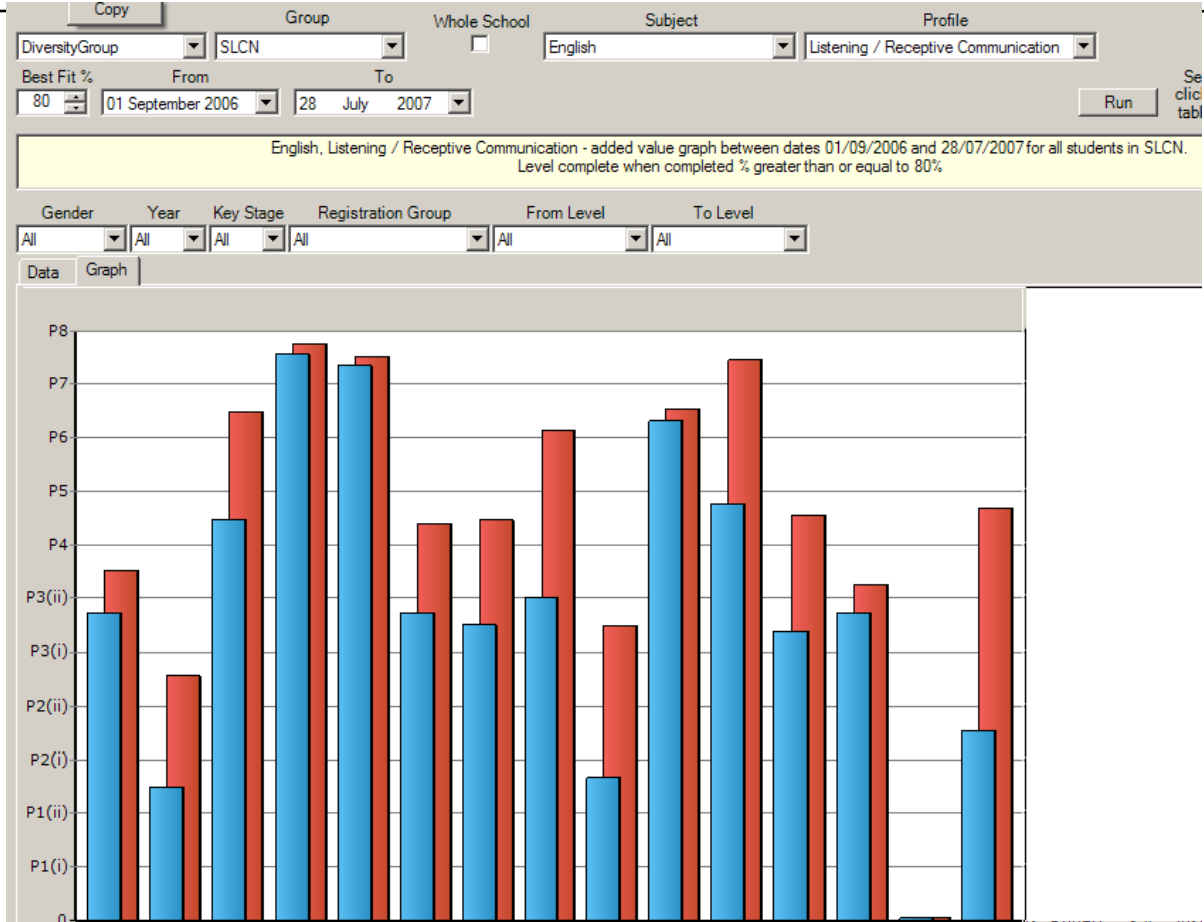 Copy
Group
Whole School
Subject
Profile
DiversityGroup
SLCN
English
Listening / Receptive Communication
Best Fit %
From
To
80
01 September 2006
28 July 2007
Run
English, Listening / Receptive Communication - added value graph between dates 01/09/2006 and 28/07/2007 for all students in SLCN.
Level complete when completed % greater than or equal to 80%
Gender
Year
Key Stage
Registration Group
From Level
To Level
All
All
All
All
All
All
Data
Graph
P8
P7
P6
P5
P4
P3(ii)
P3(i)
P2(ii)
P2(i)
P1(ii)
P1(i)
0